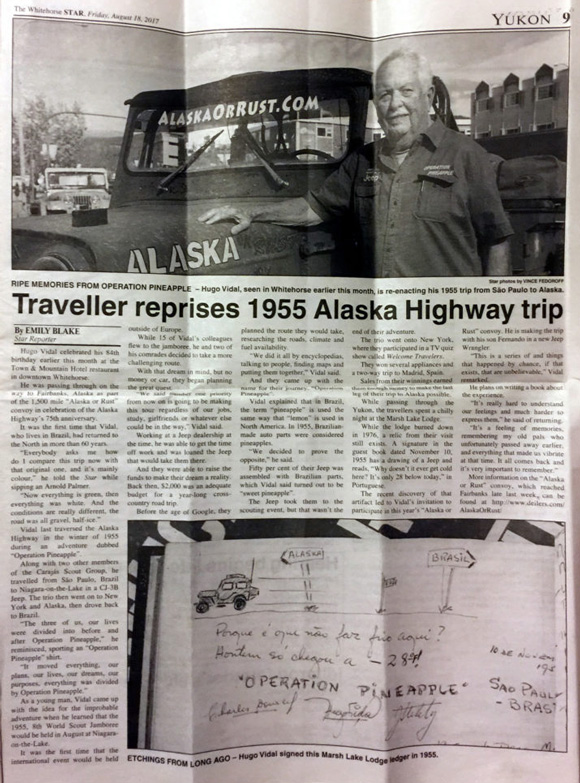 The Whitehorse STAR, Friday, August 18, 2017
YUKON 9
ALASKAORRUST.COM
ALASKA
Jeep
OPERATION
PINEAPPLE
Star photos by VINCE FEDOROFF
RIPE MEMORIES FROM OPERATION PINEAPPLE – Hugo Vidal, seen in Whitehorse earlier this month, is re-enacting his 1955 trip from São Paulo to Alaska.
Traveller reprises 1955 Alaska Highway trip
By EMILY BLAKE
Star Reporter
Hugo Vidal celebrated his 84th
birthday earlier this month at the
Town & Mountain Hotel restaurant
in downtown Whitehorse.
He was passing through on the
way to Fairbanks, Alaska as part
of the 1,500 mile "Alaska or Rust"
convoy in celebration of the Alaska
Highway's 75th anniversary.
It was the first time that Vidal,
who lives in Brazil, had returned to
the North in more than 60 years.
"Everybody asks me how
do I compare this trip now with
that original one, and it's mainly
colour," he told the Star while
sipping an Arnold Palmer.
"Now everything is green, then
everything was white. And the
conditions are really different, the
road was all gravel, half-ice."
Vidal last traversed the Alaska
Highway in the winter of 1955
during an adventure dubbed
"Operation Pineapple".
Along with two other members
of the Carajás Scout Group, he
travelled from São Paulo, Brazil
to Niagara-on-the-Lake in a CJ-3B
Jeep. The trio then went on to New
York and Alaska, then drove back
to Brazil.
"The three of us, our lives
were divided into before and
after Operation Pineapple," he
reminisced, sporting an "Operation
Pineapple" shirt.
"It moved everything, our
plans, our lives, our dreams, our
purposes, everything was divided
by Operation Pineapple."
As a young man, Vidal came up
with the idea for the improbable
adventure when he learned that the
1955, 8th World Scout Jamboree
would be held in August at Niagara-
on-the-Lake.
It was the first time that the
international event would be held
outside of Europe.
While 15 of Vidal's colleagues
flew to the jamboree, he and two of
his comrades decided to take a more
challenging route.
With that dream in mind, but no
money or car, they began planning
the great
"We said pineapple our priority
from now on is going to be making
this no regardless of our jobs,
study, girlfriends or whatever else
could be in the way," Vidal said.
Working at a Jeep dealership at
the time, he was able to get the time
off work and was loaned the Jeep
that would take them there.
And they were able to raise the
funds to make their dream a reality.
Back then, $2,000 was an adequate
budget for a year-long cross-
country road trip.
Before the age of Google, they
planned the route they would take,
researching the roads, climate and
fuel availability.
"We did it all by encyclopedias,
talking to people, finding maps and
putting them together," Vidal said.
And they came up with the
name for their journey, "Operation
Pineapple".
Vidal explained that in Brazil,
the term "pineapple" is used the
same way that "lemon" is used in
North America. In 1955, Brazilian-
made auto parts were considered
pineapples.
"We decided to prove the
opposite," he said.
Fifty per cent of their Jeep was
assembled with Brazilian parts,
which Vidal said turned out to be
"sweet pineapple".
The Jeep took them to the
scouting event, but that wasn't the
end of their adventure.
The trio went onto New York,
where they participated in a TV quiz
show called Welcome Travelers.
They won several appliances and
a two-way trip to Madrid, Spain.
Sales from their winnings earned
them enough money to make the last
leg of their trip to Alaska possible.
While passing through the
Yukon, the travellers spent a chilly
night at the Marsh Lake Lodge.
While the lodge burned down
in 1976, a relic from their visit
still exists. A signature in the
guest book dated November 10,
1955 has a drawing of a Jeep and
reads, "Why doesn't it ever get cold
here? It's only 28 below today," in
Portuguese.
The recent discovery of that
artifact led to Vidal's invitation to
participate in this year's "Alaska or
Rust" convoy. He is making the trip
with his son Fernando in a new Jeep
Wrangler.
"This is a series of and things
that happened by chance, if that
exists, that are unbelievable," Vidal
remarked.
He plans on writing a book about
the experience.
"It's really hard to understand
our feelings and much harder to
express them," he said of returning.
"It's a feeling of memories,
remembering my old pals who
unfortunately passed away earlier,
and everything that made us vibrate
at that time. It all comes back and
it's very important to remember."
More information on the "Alaska
or Rust" convoy, which reached
Fairbanks late last week, can be
found at http://www.dailers.com/
AlaskaOrRust/
ALASKA
BRASIL
Porque é que não faz frio aqui?
Hontem só chegou a – 28º!
10 DE NOVEM
195
"OPERATION PINEAPPLE"
SÃO PAULO
- BRAS
ETCHINGS FROM LONG AGO – Hugo Vidal signed this Marsh Lake Lodge ledger in 1955.